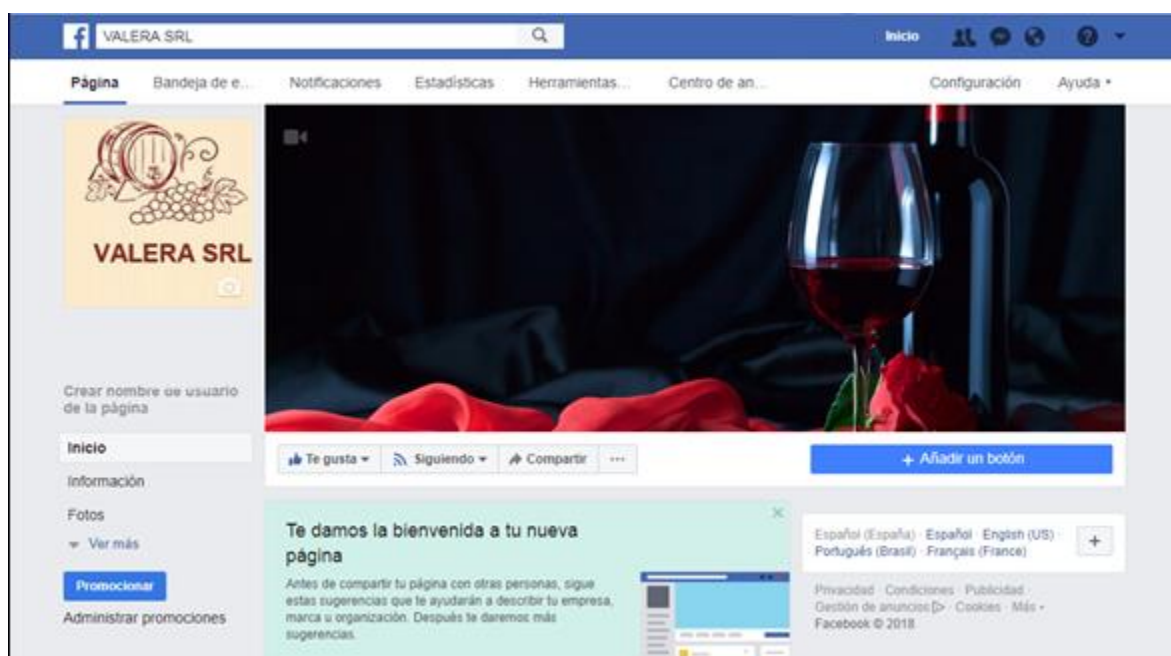 VALERA SRL
Inicio
Página Bandeja de e... Notificaciones Estadísticas Herramientas... Centro de an... Configuración Ayuda
VALERA SRL
Crear nombre de usuario
de la página
Inicio
Información
Fotos
Ver más
Promocionar
Administrar promociones
Te gusta Siguiendo Compartir ...
+ Añadir un botón
Te damos la bienvenida a tu nueva
página
Antes de compartir tu página con otras personas, sigue
estas sugerencias que te ayudarán a describir tu empresa,
marca u organización. Después te daremos más
sugerencias.
Español (España) · Español · English (US) ·
Português (Brasil) · Français (France)
Privacidad · Condiciones · Publicidad ·
Gestión de anuncios · Cookies · Más
Facebook © 2018